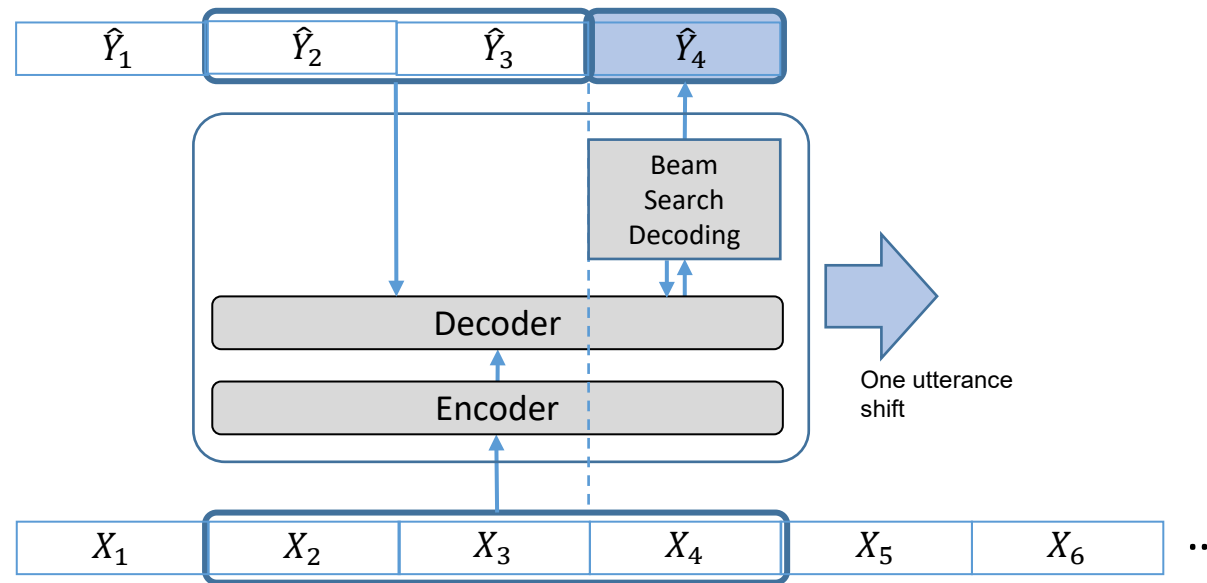 Ŷ₁ Ŷ₂ Ŷ₃ Ŷ₄
Beam
Search
Decoding
Decoder
Encoder
One utterance
shift
X₁ X₂ X₃ X₄ X₅ X₆ ..